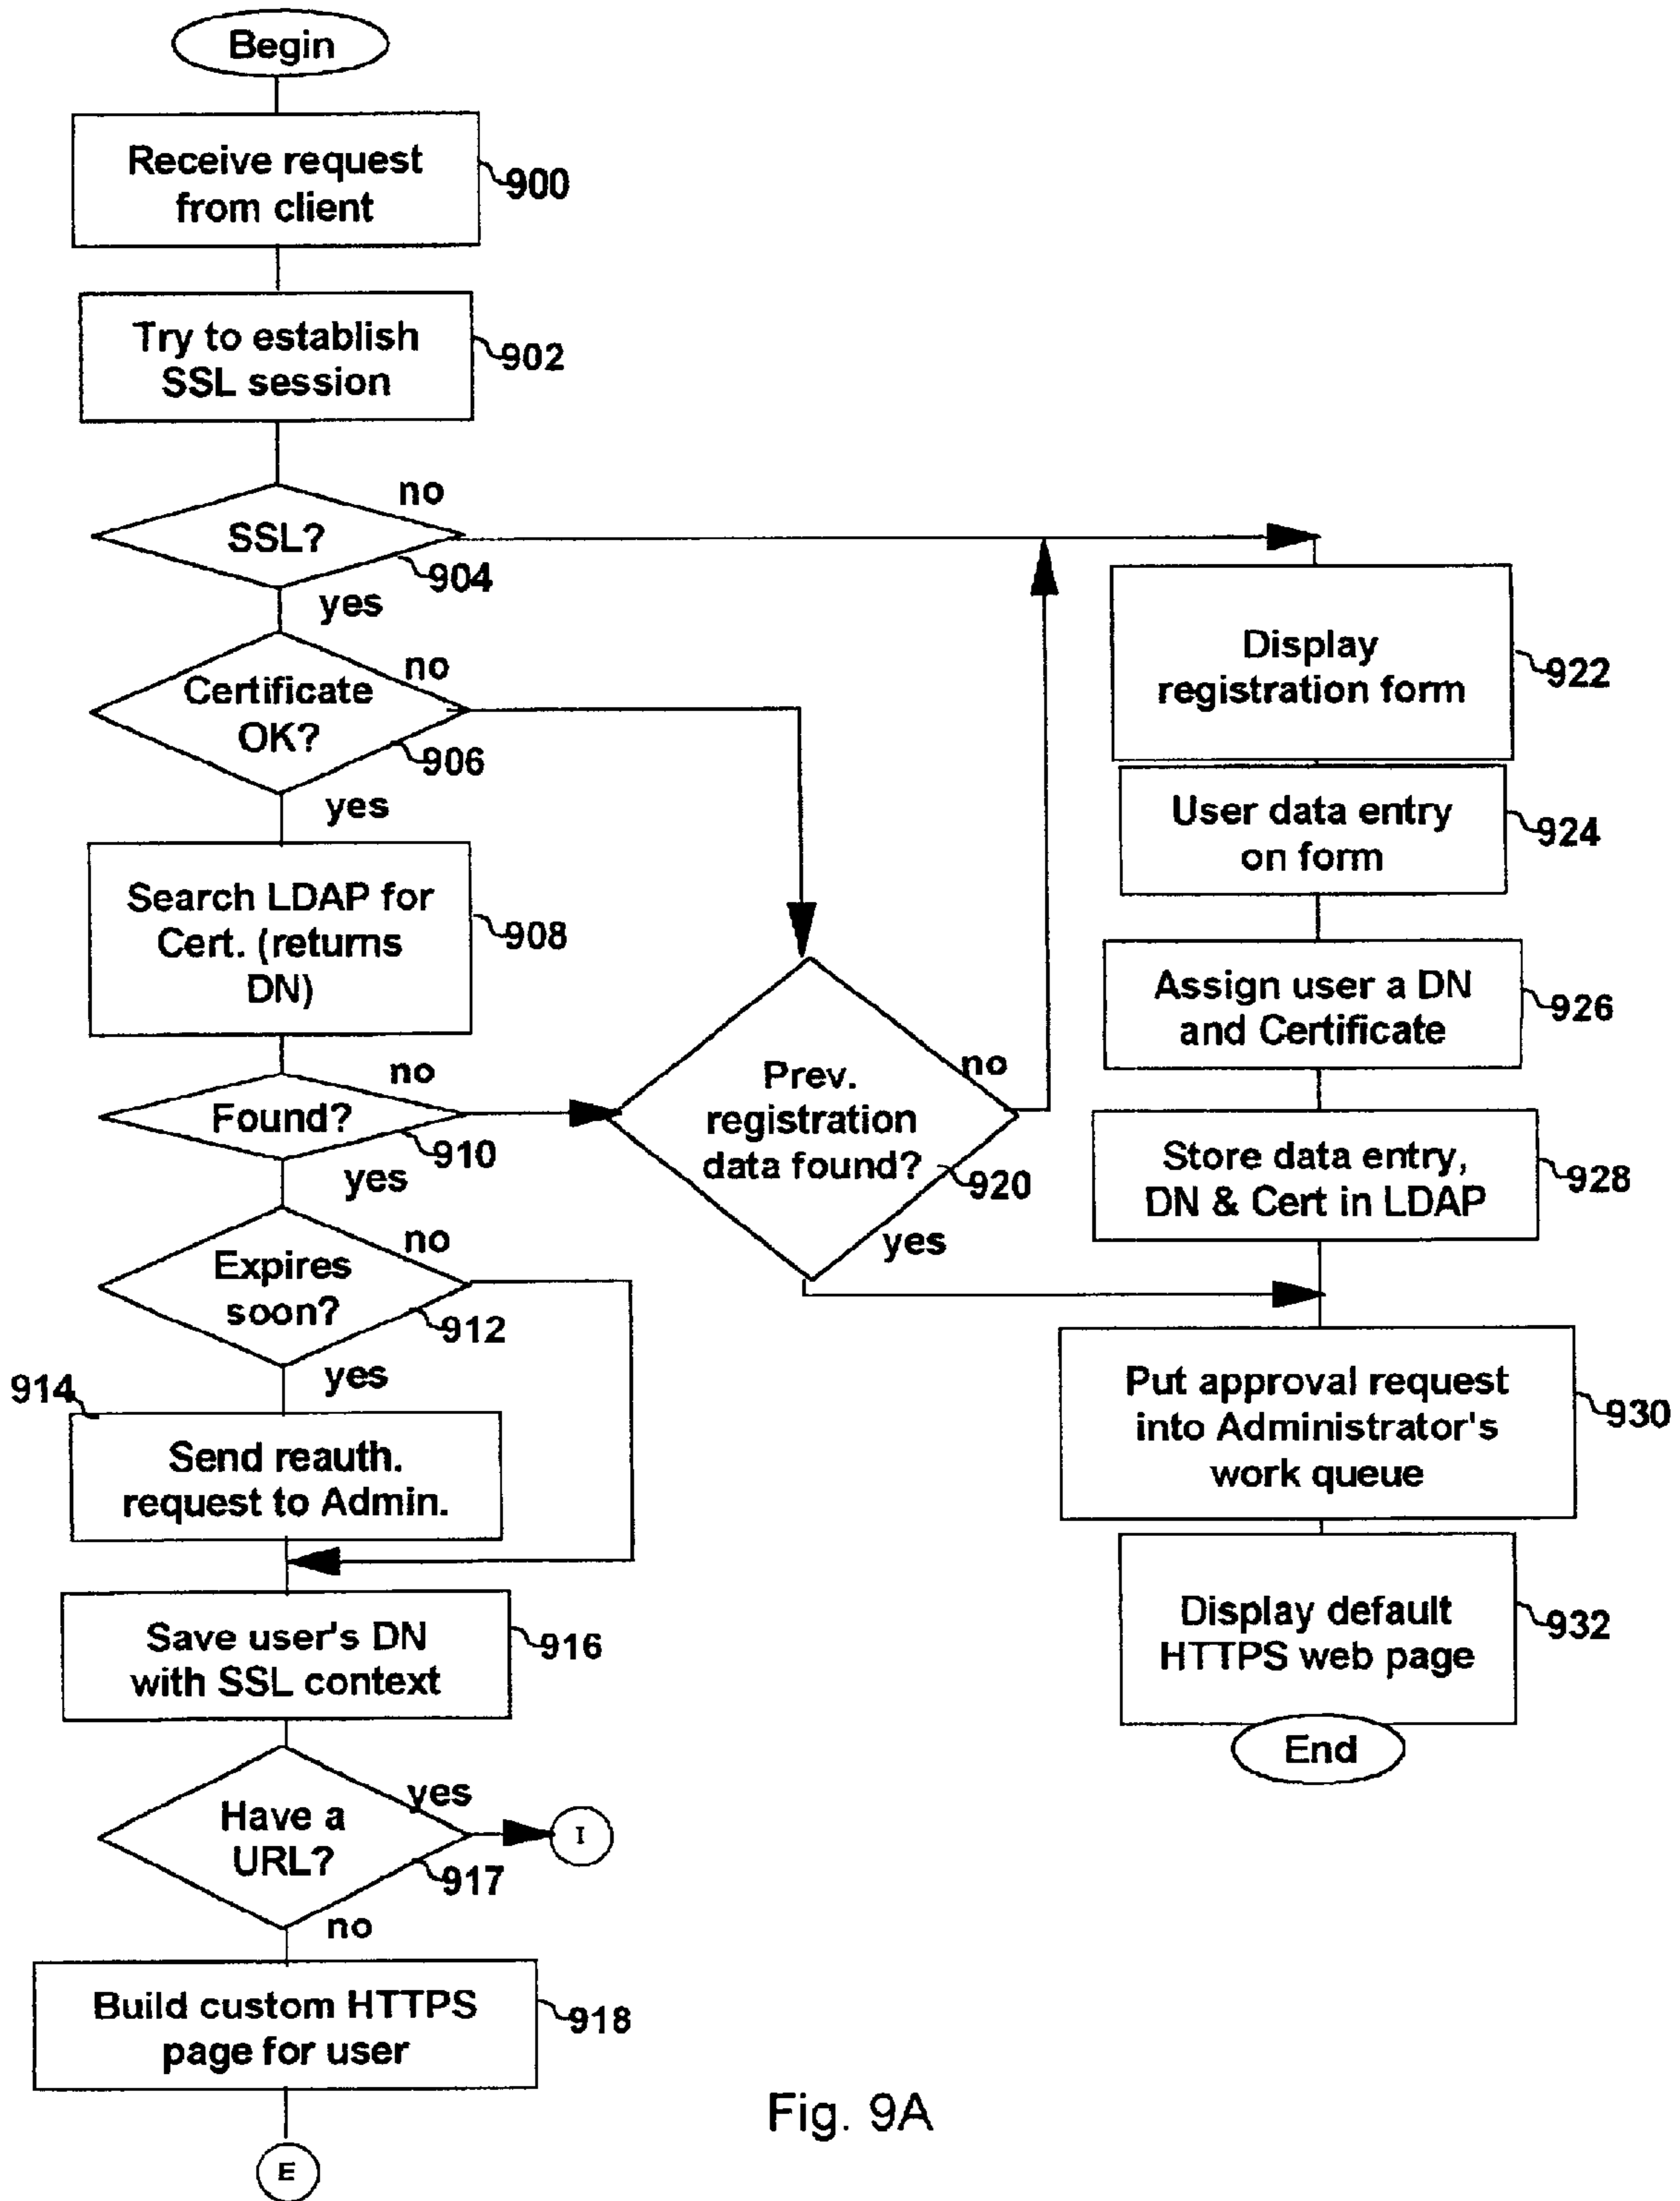 Begin
Receive request
from client
900
Try to establish
SSL session
902
no
SSL?
904
yes
no
Certificate
OK?
906
yes
Search LDAP for
Cert. (returns
DN)
908
no
Found?
910
yes
no
Expires
soon?
912
yes
914
Send reauth.
request to Admin.
Save user's DN
with SSL context
916
yes
Have a
URL?
917
I
no
Build custom HTTPS
page for user
918
E
Prev.
registration
data found?
no
920
yes
Display
registration form
922
User data entry
on form
924
Assign user a DN
and Certificate
926
Store data entry,
DN & Cert in LDAP
928
Put approval request
into Administrator's
work queue
930
Display default
HTTPS web page
932
End
Fig. 9A